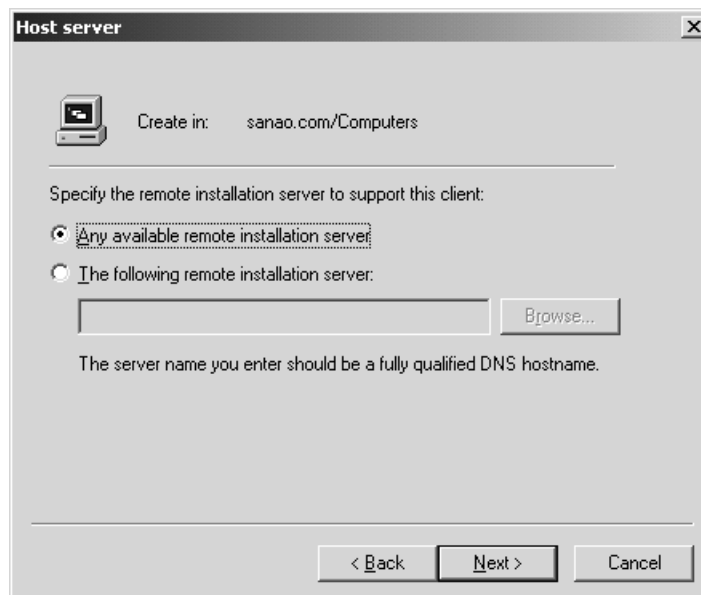 Host server
Create in: sanao.com/Computers
Specify the remote installation server to support this client:
Any available remote installation server
The following remote installation server:
Browse...
The server name you enter should be a fully qualified DNS hostname.
< Back Next > Cancel